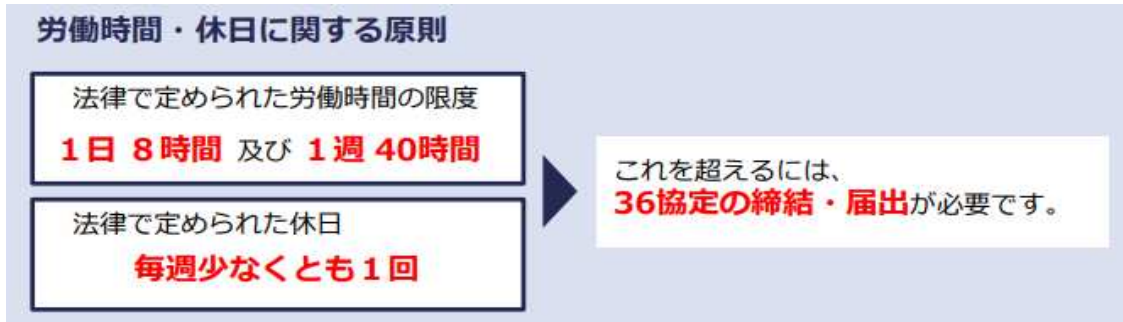 労働時間・休日に関する原則
法律で定められた労働時間の限度
１日 ８時間 及び １週 40時間
法律で定められた休日
毎週少なくとも１回
これを超えるには、
36協定の締結・届出が必要です。